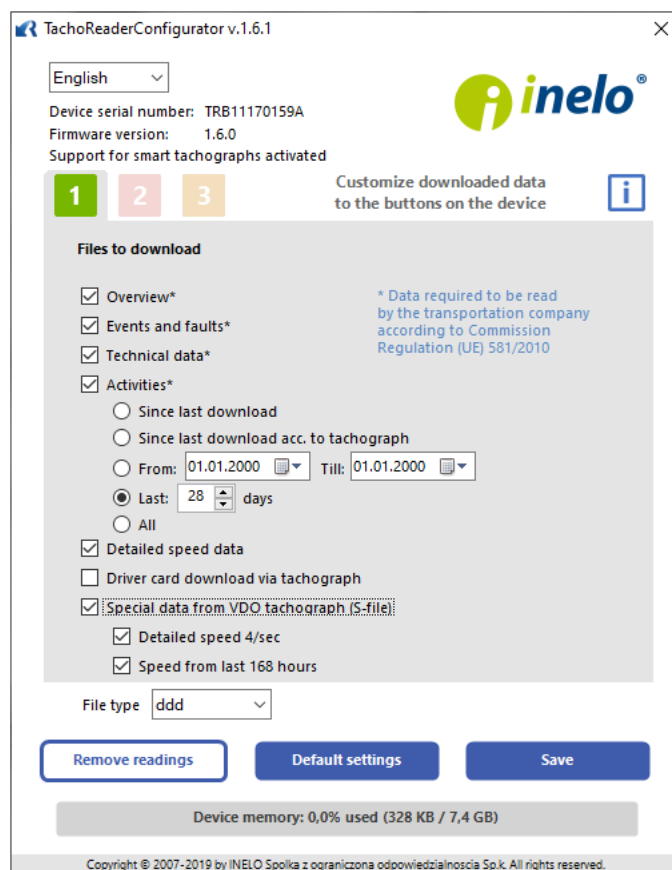 TachoReaderConfigurator v.1.6.1
English
inelo®
Device serial number: TRB11170159A
Firmware version: 1.6.0
Support for smart tachographs activated
1 2 3
Customize downloaded data
to the buttons on the device
i
Files to download
Overview*
Events and faults*
Technical data*
Activities*
* Data required to be read
by the transportation company
according to Commission
Regulation (UE) 581/2010
Since last download
Since last download acc. to tachograph
From: 01.01.2000 Till: 01.01.2000
Last: 28 days
All
Detailed speed data
Driver card download via tachograph
Special data from VDO tachograph (S-file)
Detailed speed 4/sec
Speed from last 168 hours
File type ddd
Remove readings Default settings Save
Device memory: 0,0% used (328 KB / 7,4 GB)
Copyright © 2007-2019 by INELO Spolka z ograniczona odpowiedzialnoscia Sp.k. All rights reserved.